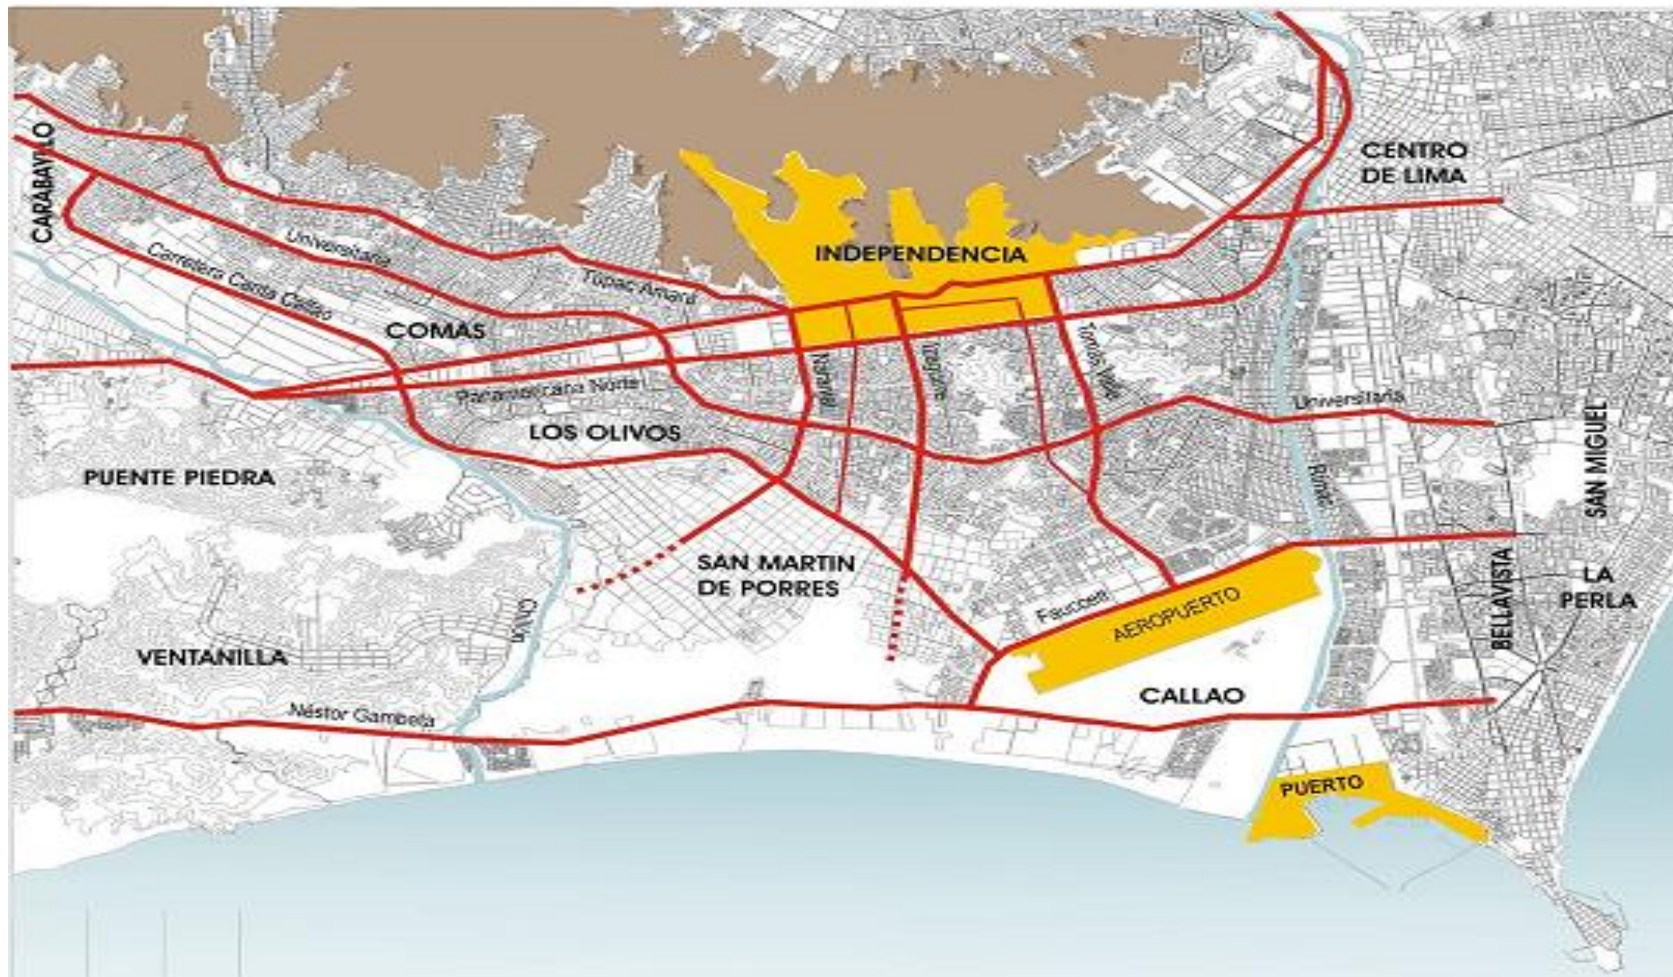 CENTRO
DE LIMA
CARABAYLLO
INDEPENDENCIA
Universitaria
Carretera Canta Callao
Túpac Amaru
COMAS
Panamericana Norte
Naranjal
Izaguirre
Tomás Valle
Universitaria
LOS OLIVOS
SAN MIGUEL
PUENTE PIEDRA
Rímac
SAN MARTIN
DE PORRES
LA
PERLA
BELLAVISTA
Faucett
AEROPUERTO
Chillón
VENTANILLA
CALLAO
Néstor Gambeta
PUERTO